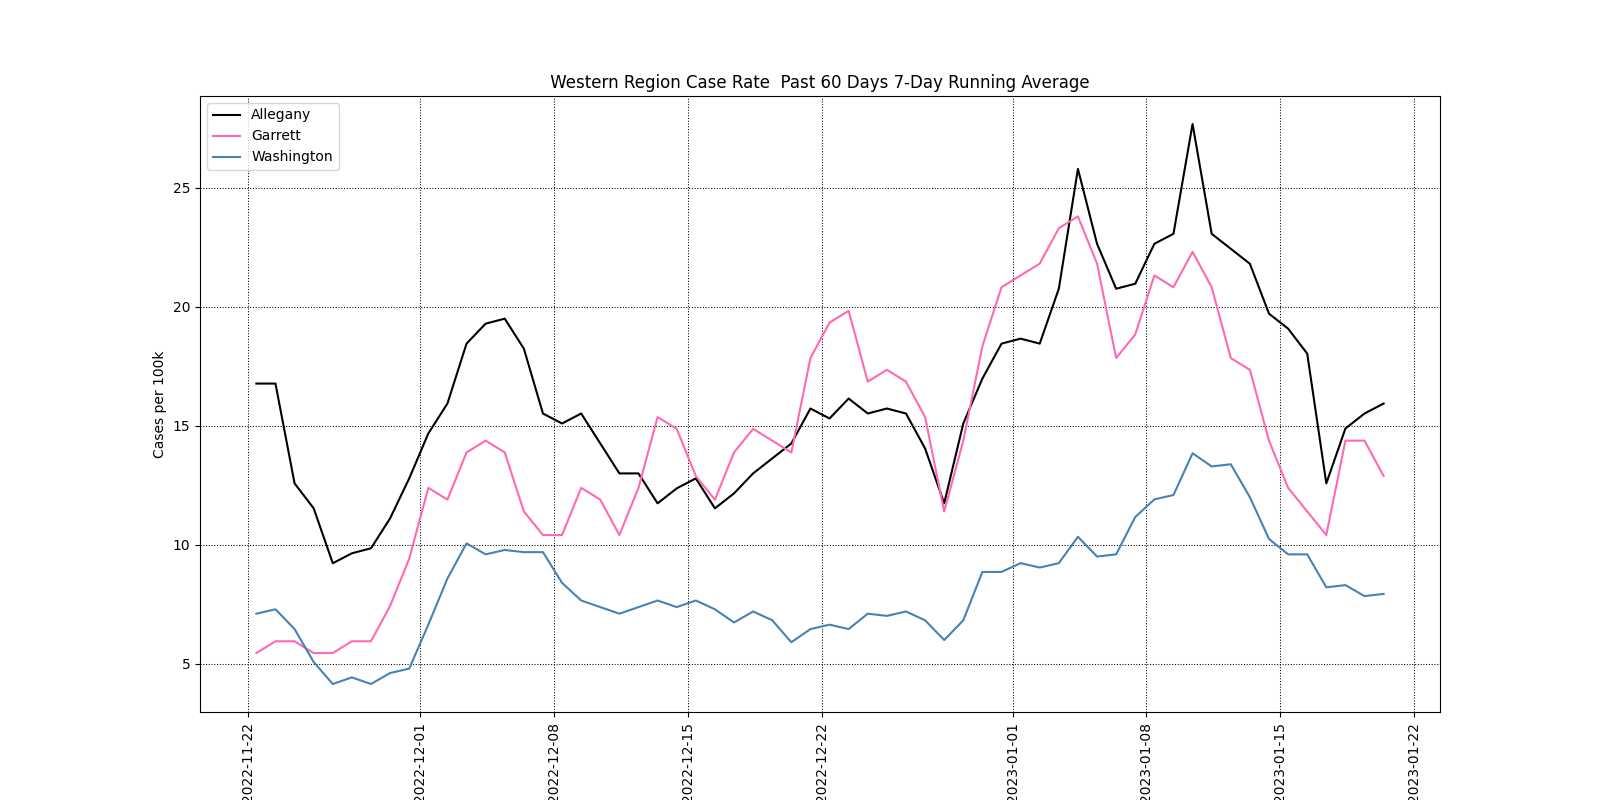 Western Region Case Rate  Past 60 Days 7-Day Running Average
Allegany
Garrett
Washington
Cases per 100k
25
20
15
10
5
2022-11-22
2022-12-01
2022-12-08
2022-12-15
2022-12-22
2023-01-01
2023-01-08
2023-01-15
2023-01-22